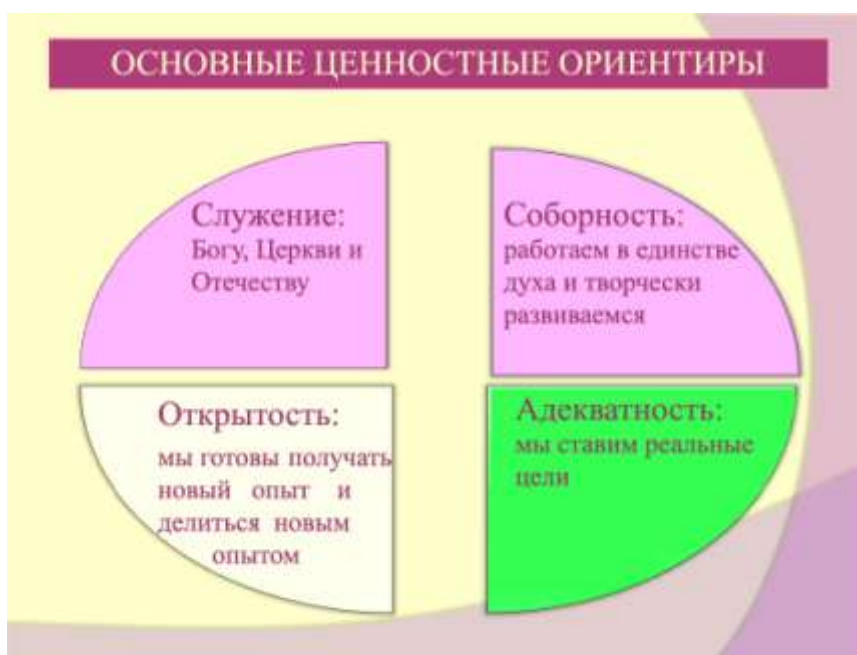 ОСНОВНЫЕ ЦЕННОСТНЫЕ ОРИЕНТИРЫ
Служение:
Богу, Церкви и
Отечеству
Соборность:
работаем в единстве
духа и творчески
развиваемся
Открытость:
мы готовы получать
новый опыт и
делиться новым
опытом
Адекватность:
мы ставим реальные
цели